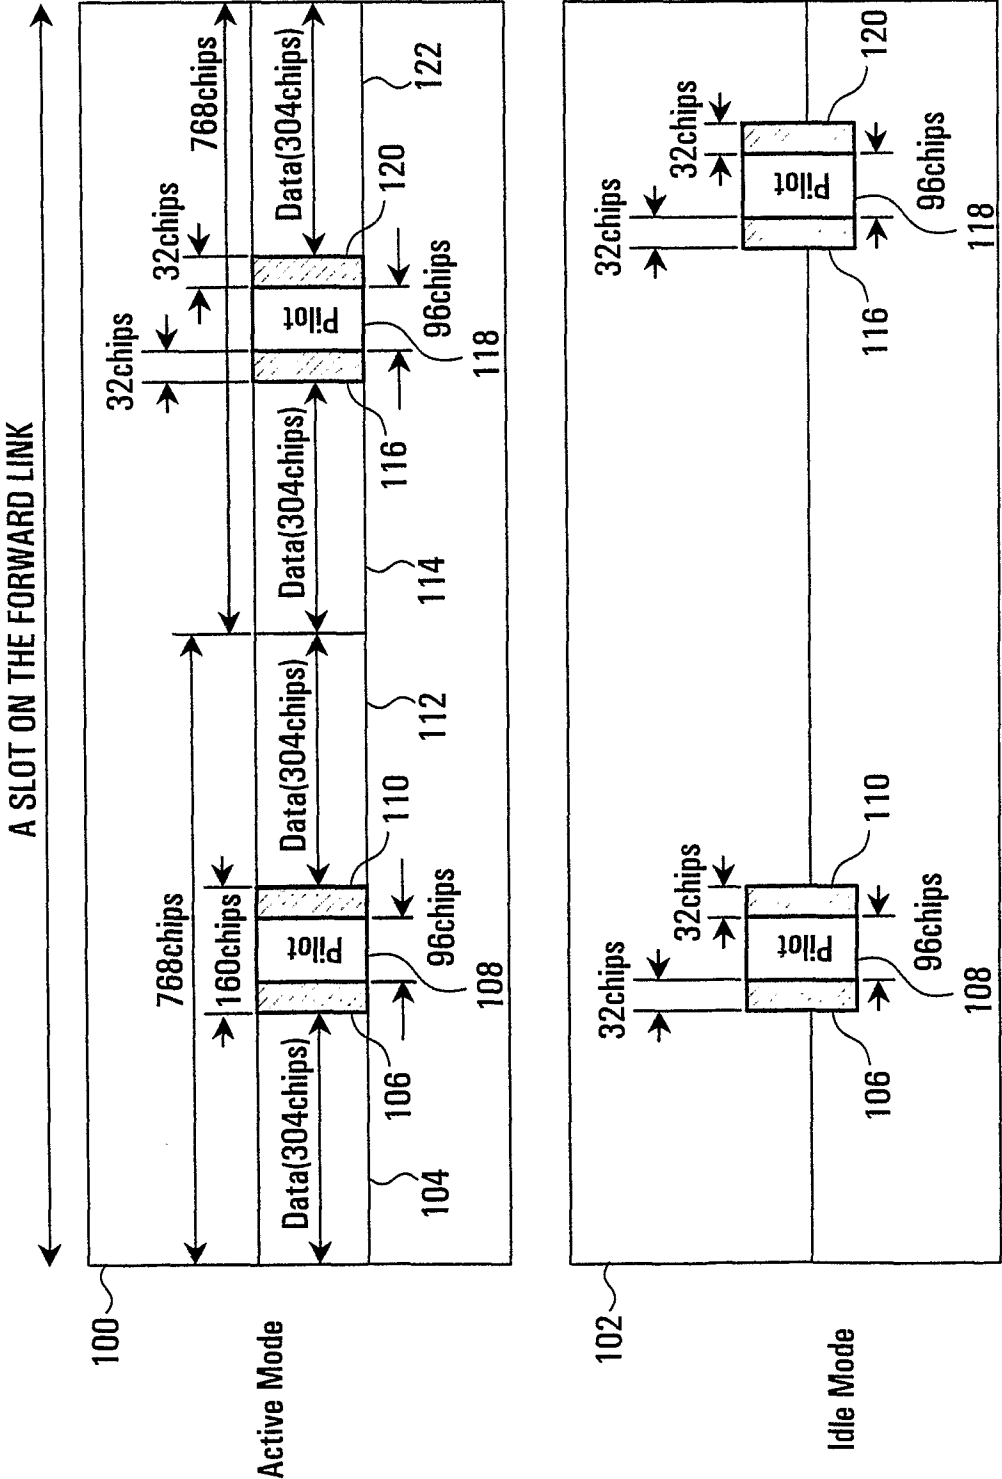 A SLOT ON THE FORWARD LINK
100
Active Mode
768chips
768chips
160chips
32chips
32chips
Data(304chips)
Pilot
Data(304chips)
Data(304chips)
Pilot
Data(304chips)
104
106
108
96chips
110
112
114
116
118
96chips
120
122
102
Idle Mode
32chips
32chips
Pilot
106
108
96chips
110
32chips
32chips
Pilot
116
118
96chips
120